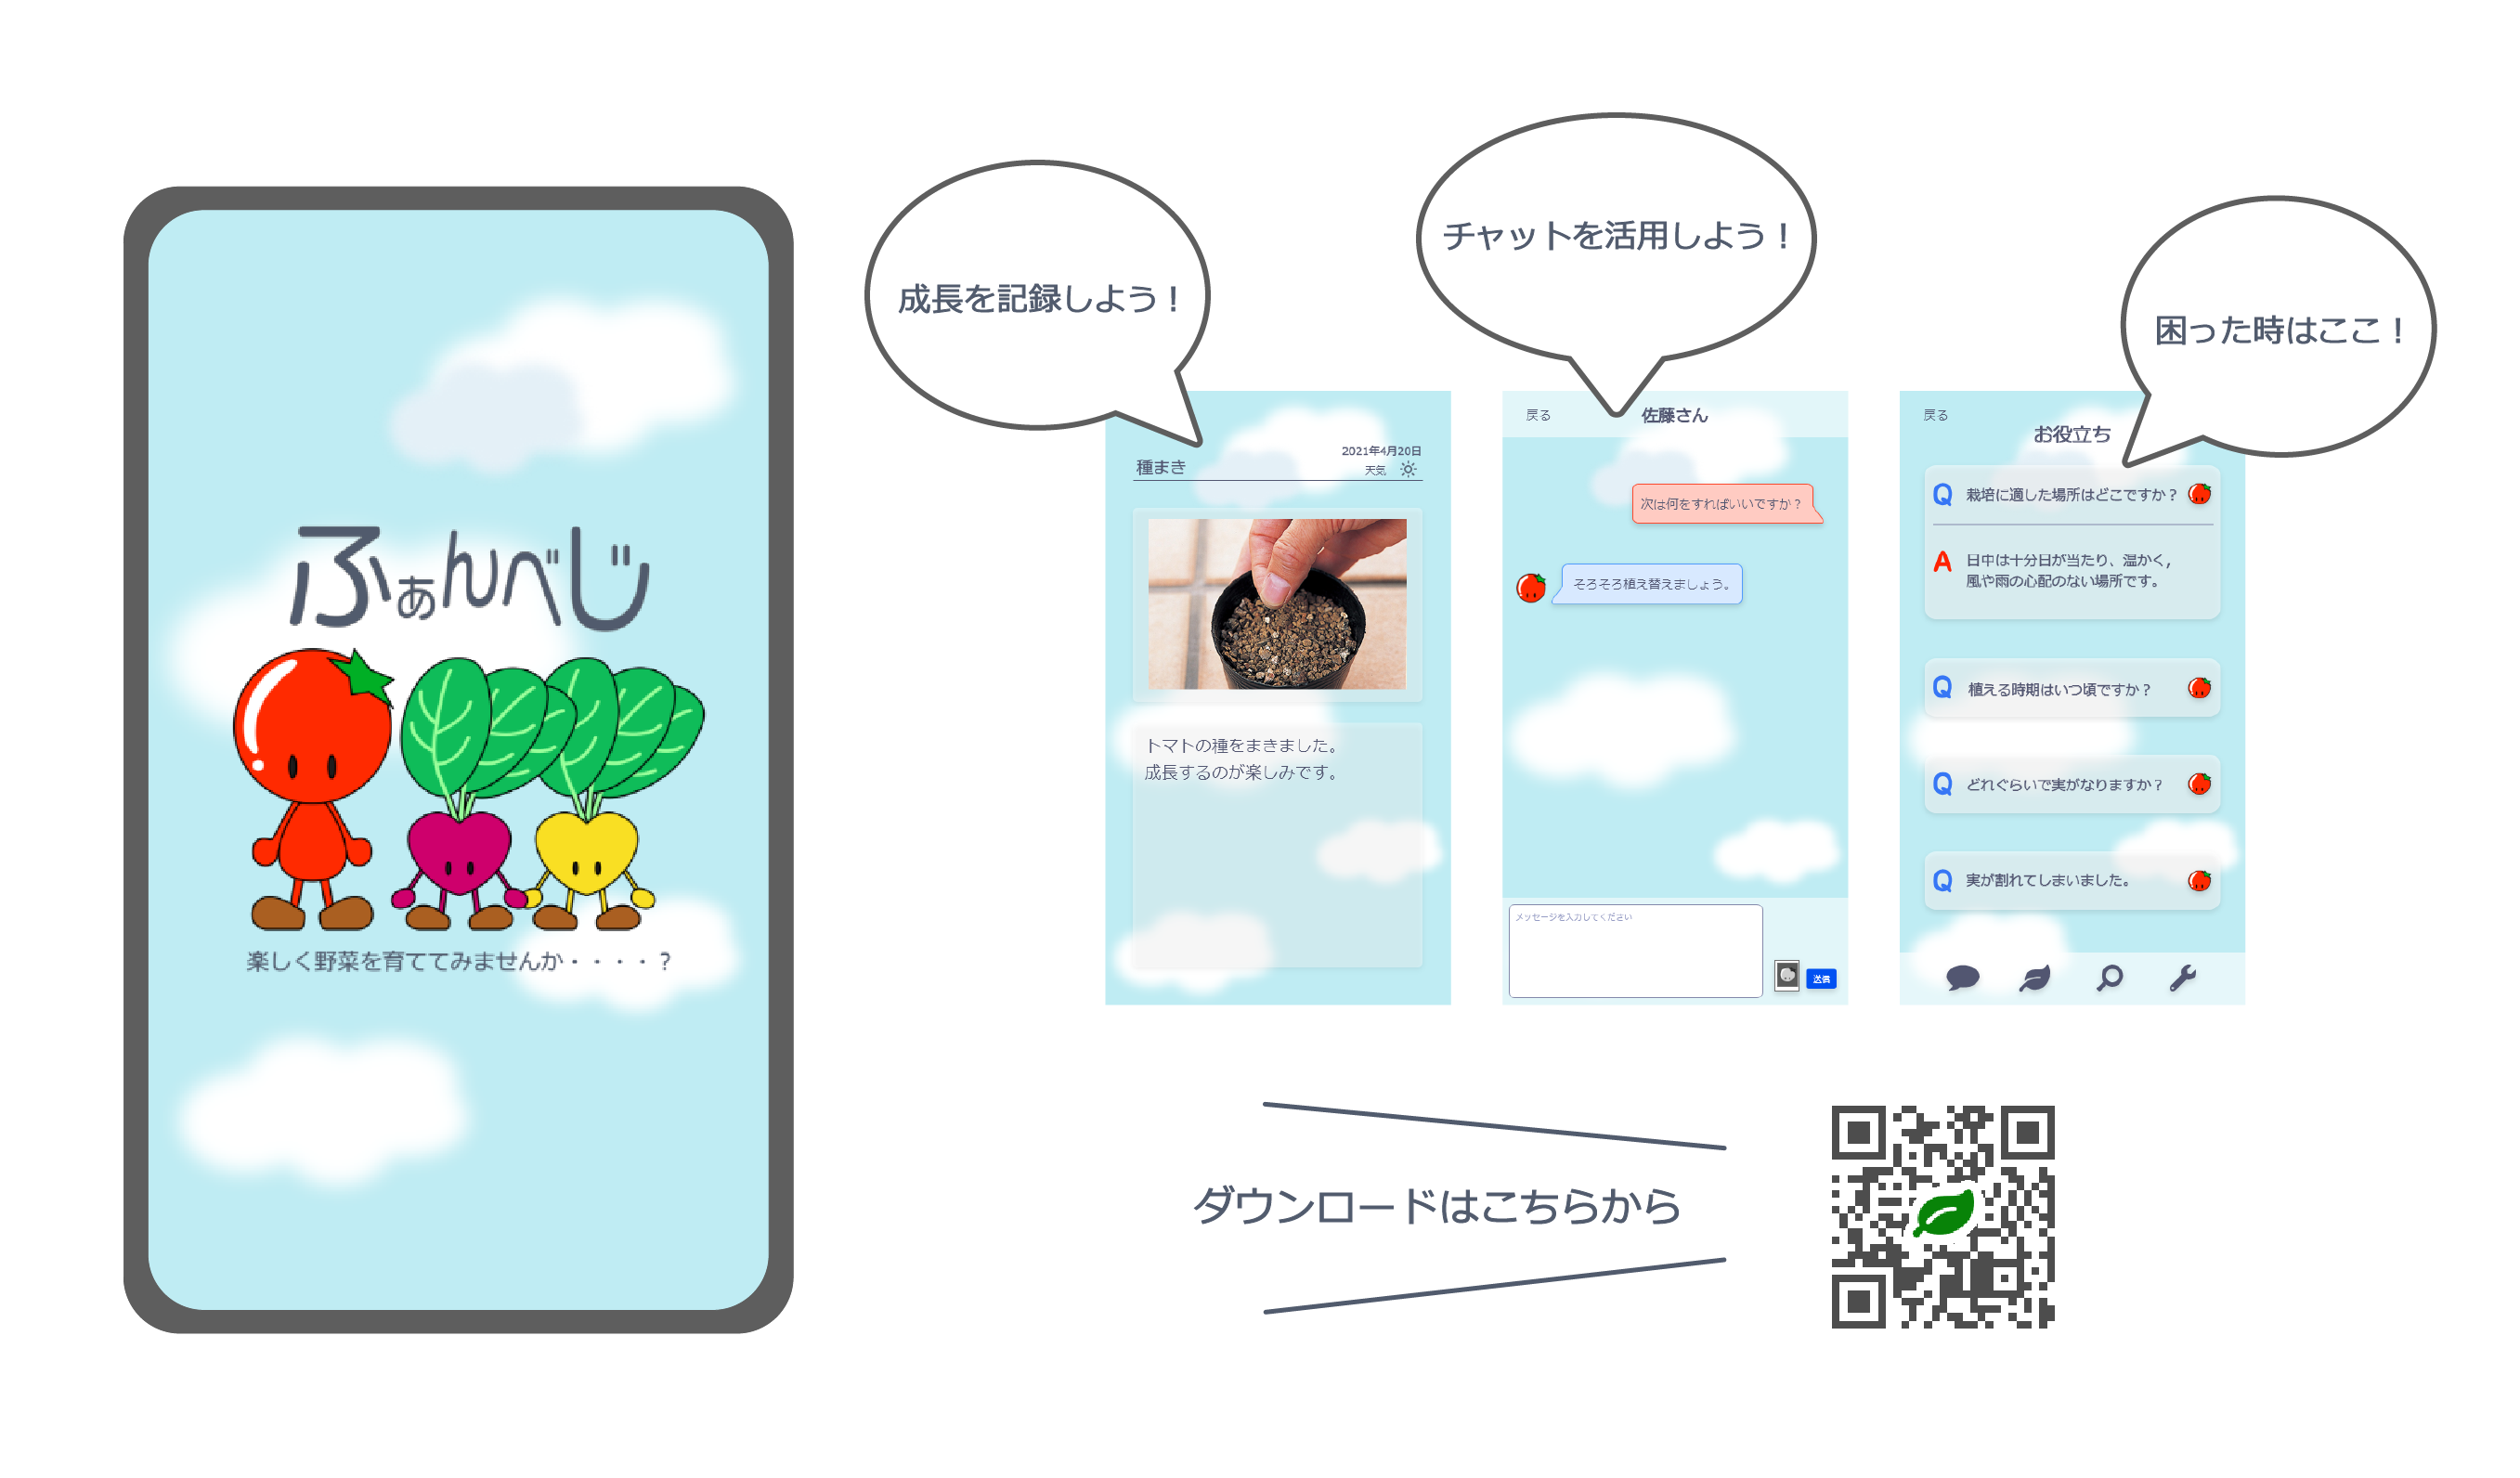 ふぁんべじ
楽しく野菜を育ててみませんか・・・・？
成長を記録しよう！
チャットを活用しよう！
困った時はここ！
2021年4月20日
種まき
天気
トマトの種をまきました。
成長するのが楽しみです。
戻る
佐藤さん
次は何をすればいいですか？
そろそろ植え替えましょう。
メッセージを入力してください
送信
戻る
お役立ち
Q 栽培に適した場所はどこですか？
A 日中は十分日が当たり、温かく,
風や雨の心配のない場所です。
Q 植える時期はいつ頃ですか？
Q どれぐらいで実がなりますか？
Q 実が割れてしまいました。
ダウンロードはこちらから